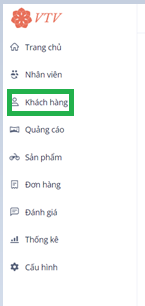 VTV
Trang chủ
Nhân viên
Khách hàng
Quảng cáo
Sản phẩm
Đơn hàng
Đánh giá
Thống kê
Cấu hình